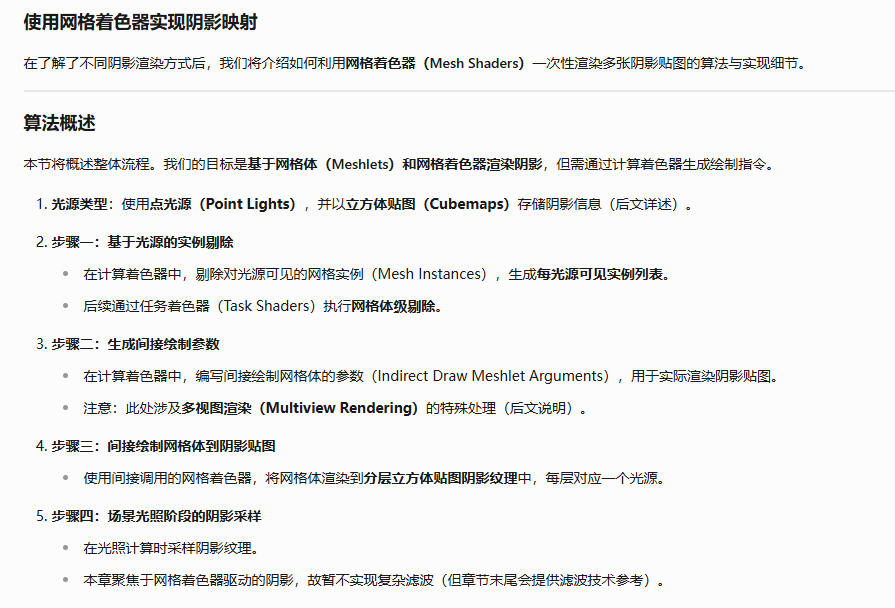 使用网格着色器实现阴影映射
在了解了不同阴影渲染方式后，我们将介绍如何利用网格着色器（Mesh Shaders）一次性渲染多张阴影贴图的算法与实现细节。
算法概述
本节将概述整体流程。我们的目标是基于网格体（Meshlets）和网格着色器渲染阴影，但需通过计算着色器生成绘制指令。
1. 光源类型：使用点光源（Point Lights），并以立方体贴图（Cubemaps）存储阴影信息（后文详述）。
2. 步骤一：基于光源的实例剔除
• 在计算着色器中，剔除对光源可见的网格实例（Mesh Instances），生成每光源可见实例列表。
• 后续通过任务着色器（Task Shaders）执行网格体级剔除。
3. 步骤二：生成间接绘制参数
• 在计算着色器中，编写间接绘制网格体的参数（Indirect Draw Meshlet Arguments），用于实际渲染阴影贴图。
• 注意：此处涉及多视图渲染（Multiview Rendering）的特殊处理（后文说明）。
4. 步骤三：间接绘制网格体到阴影贴图
• 使用间接调用的网格着色器，将网格体渲染到分层立方体贴图阴影纹理中，每层对应一个光源。
5. 步骤四：场景光照阶段的阴影采样
• 在光照计算时采样阴影纹理。
• 本章聚焦于网格着色器驱动的阴影，故暂不实现复杂滤波（但章节末尾会提供滤波技术参考）。